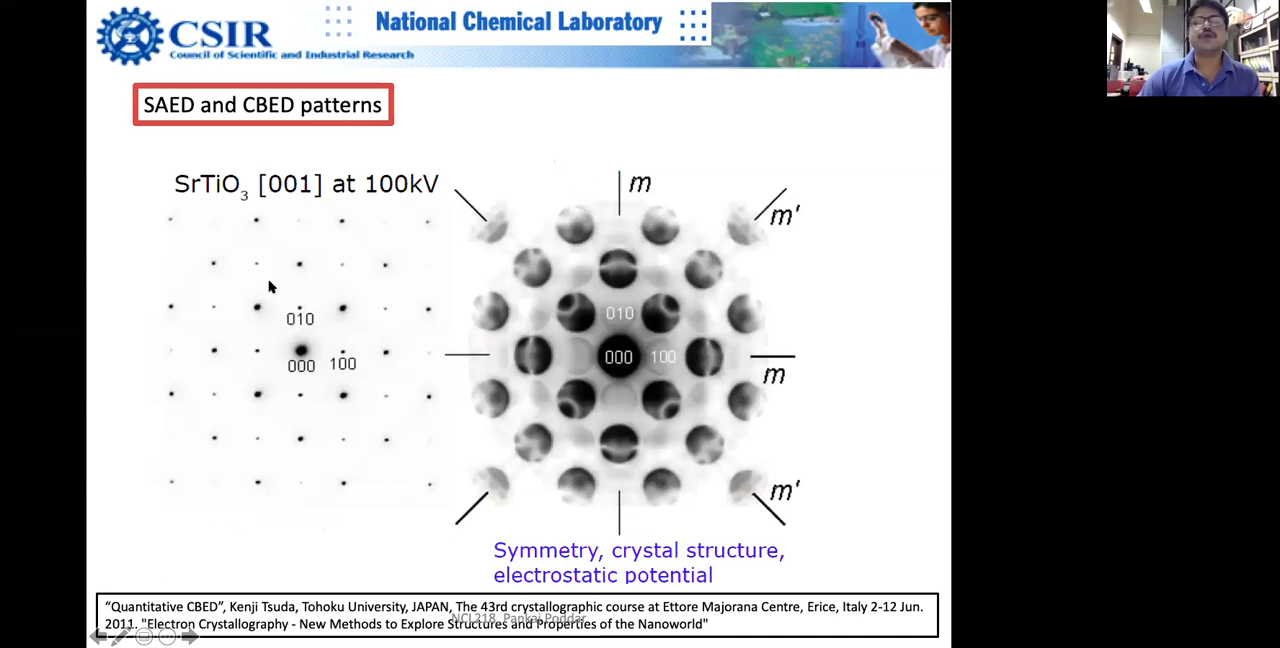 CSIR
Council of Scientific and Industrial Research
National Chemical Laboratory
SAED and CBED patterns
SrTiO₃ [001] at 100kV
010
000
100
m
m'
010
000
100
m
m'
Symmetry, crystal structure,
electrostatic potential
“Quantitative CBED”, Kenji Tsuda, Tohoku University, JAPAN, The 43rd crystallographic course at Ettore Majorana Centre, Erice, Italy 2-12 Jun.
2011. "Electron Crystallography - New Methods to Explore Structures and Properties of the Nanoworld"
NCL218, Pankaj Poddar